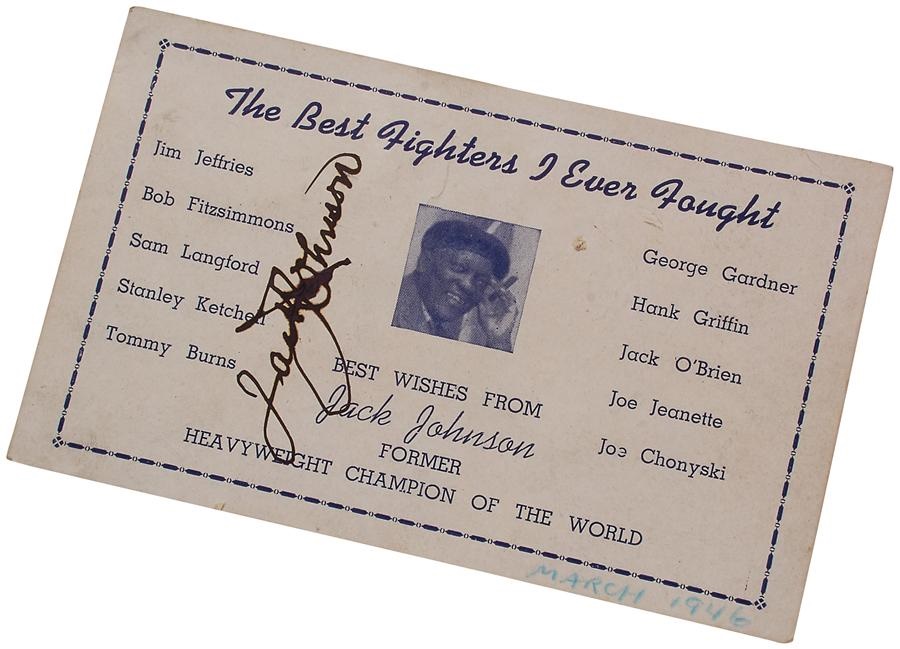 The Best Fighters I Ever Fought
Jim Jeffries
Bob Fitzsimmons
Sam Langford
Stanley Ketchell
Tommy Burns
Jack Johnson
George Gardner
Hank Griffin
Jack O'Brien
Joe Jeanette
Joe Chonyski
BEST WISHES FROM
Jack Johnson
FORMER
HEAVYWEIGHT CHAMPION OF THE WORLD
MARCH 1946